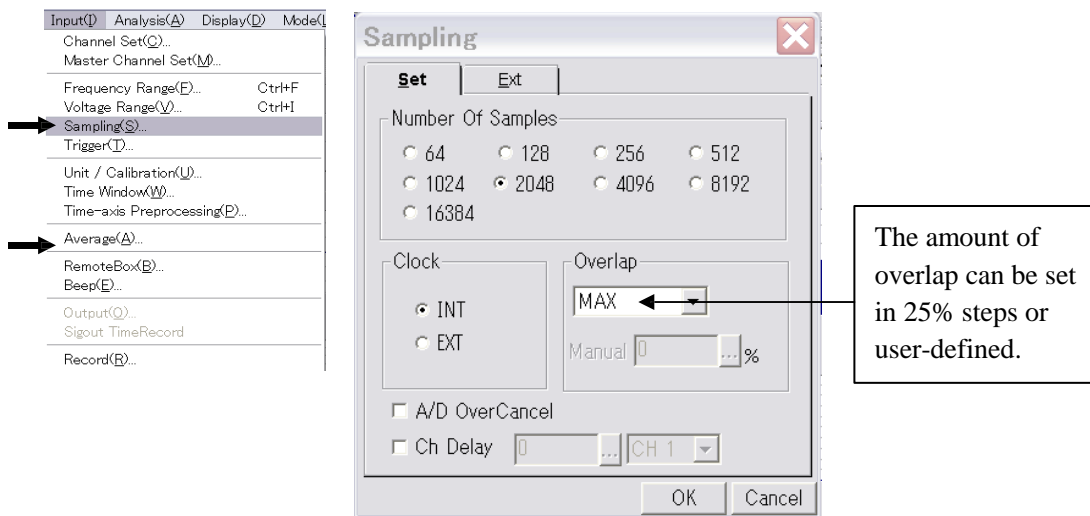 Input(I) Analysis(A) Display(D) Mode(
Channel Set(C)...
Master Channel Set(M)...
Frequency Range(F)... Ctrl+F
Voltage Range(V)... Ctrl+I
Sampling(S)...
Trigger(T)...
Unit / Calibration(U)...
Time Window(W)...
Time-axis Preprocessing(P)...
Average(A)...
RemoteBox(B)...
Beep(E)...
Output(O)...
Sigout TimeRecord
Record(R)...
Sampling
Set Ext
Number Of Samples
64 128 256 512
1024 2048 4096 8192
16384
Clock
INT
EXT
Overlap
MAX
Manual 0 ... %
A/D OverCancel
Ch Delay 0 ... CH 1
OK Cancel
The amount of
overlap can be set
in 25% steps or
user-defined.